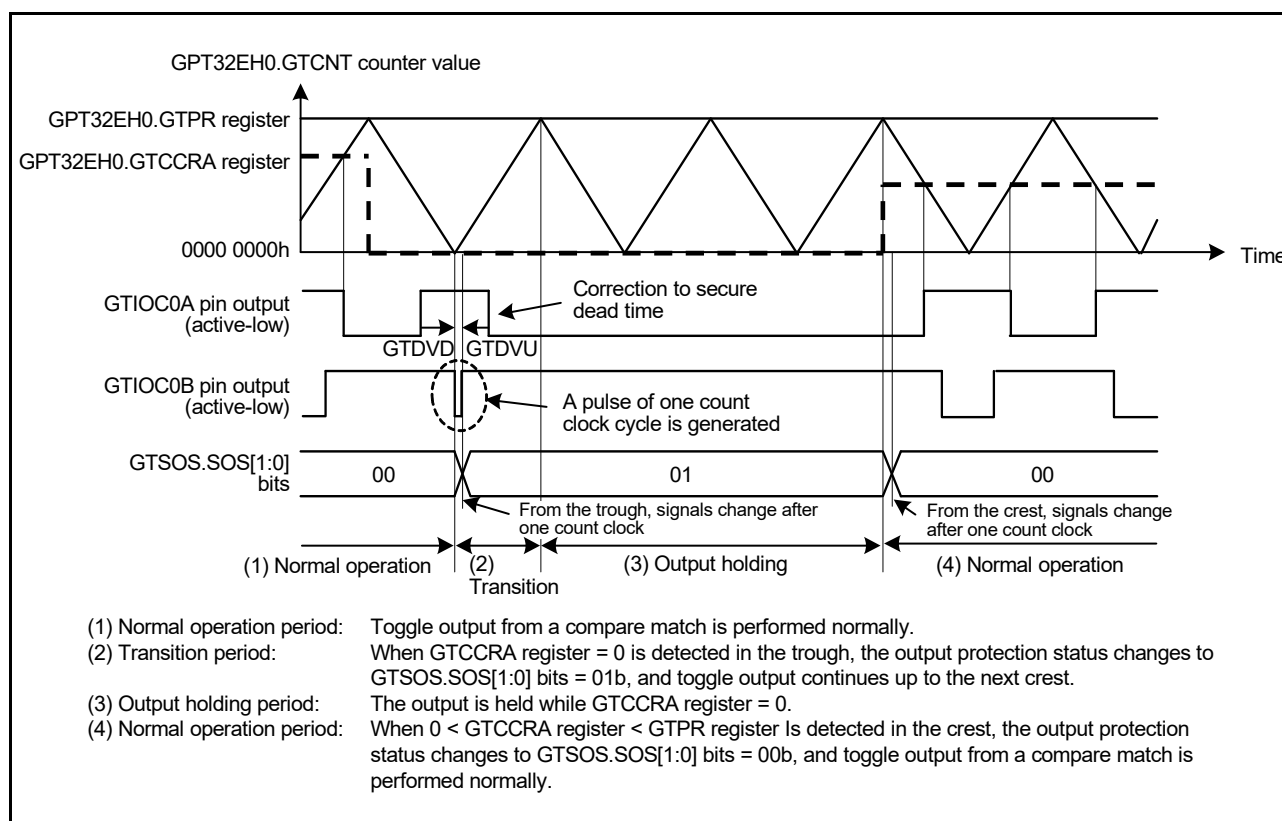 GPT32EH0.GTCNT counter value
GPT32EH0.GTPR register
GPT32EH0.GTCCRA register
0000 0000h
Time
GTIOC0A pin output
(active-low)
Correction to secure
dead time
GTDVD
GTDVU
GTIOC0B pin output
(active-low)
A pulse of one count
clock cycle is generated
GTSOS.SOS[1:0]
bits
00
01
00
From the trough, signals change after
one count clock
From the crest, signals change
after one count clock
(1) Normal operation
(2)
Transition
(3) Output holding
(4) Normal operation
(1) Normal operation period: Toggle output from a compare match is performed normally.
(2) Transition period: When GTCCRA register = 0 is detected in the trough, the output protection status changes to
GTSOS.SOS[1:0] bits = 01b, and toggle output continues up to the next crest.
(3) Output holding period: The output is held while GTCCRA register = 0.
(4) Normal operation period: When 0 < GTCCRA register < GTPR register Is detected in the crest, the output protection
status changes to GTSOS.SOS[1:0] bits = 00b, and toggle output from a compare match is
performed normally.